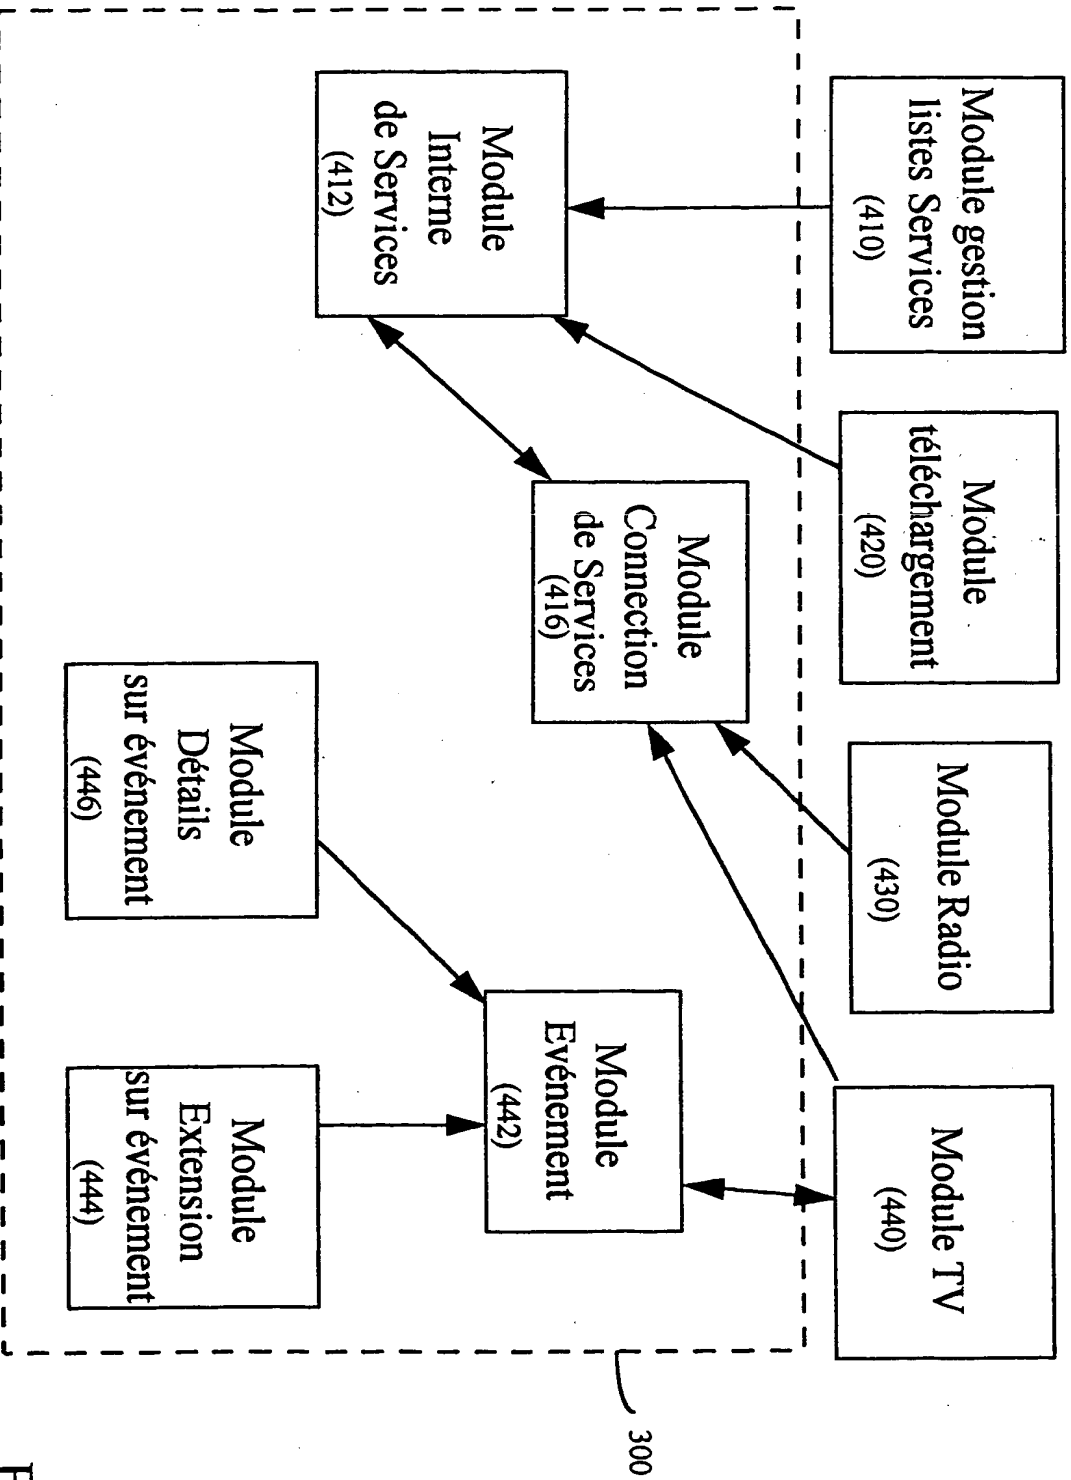 Module gestion
listes Services
(410)
Module
téléchargement
(420)
Module Radio
(430)
Module TV
(440)
Module
Interne
de Services
(412)
Module
Connection
de Services
(416)
Module
Evénement
(442)
Module
Détails
sur événement
(446)
Module
Extension
sur événement
(444)
300